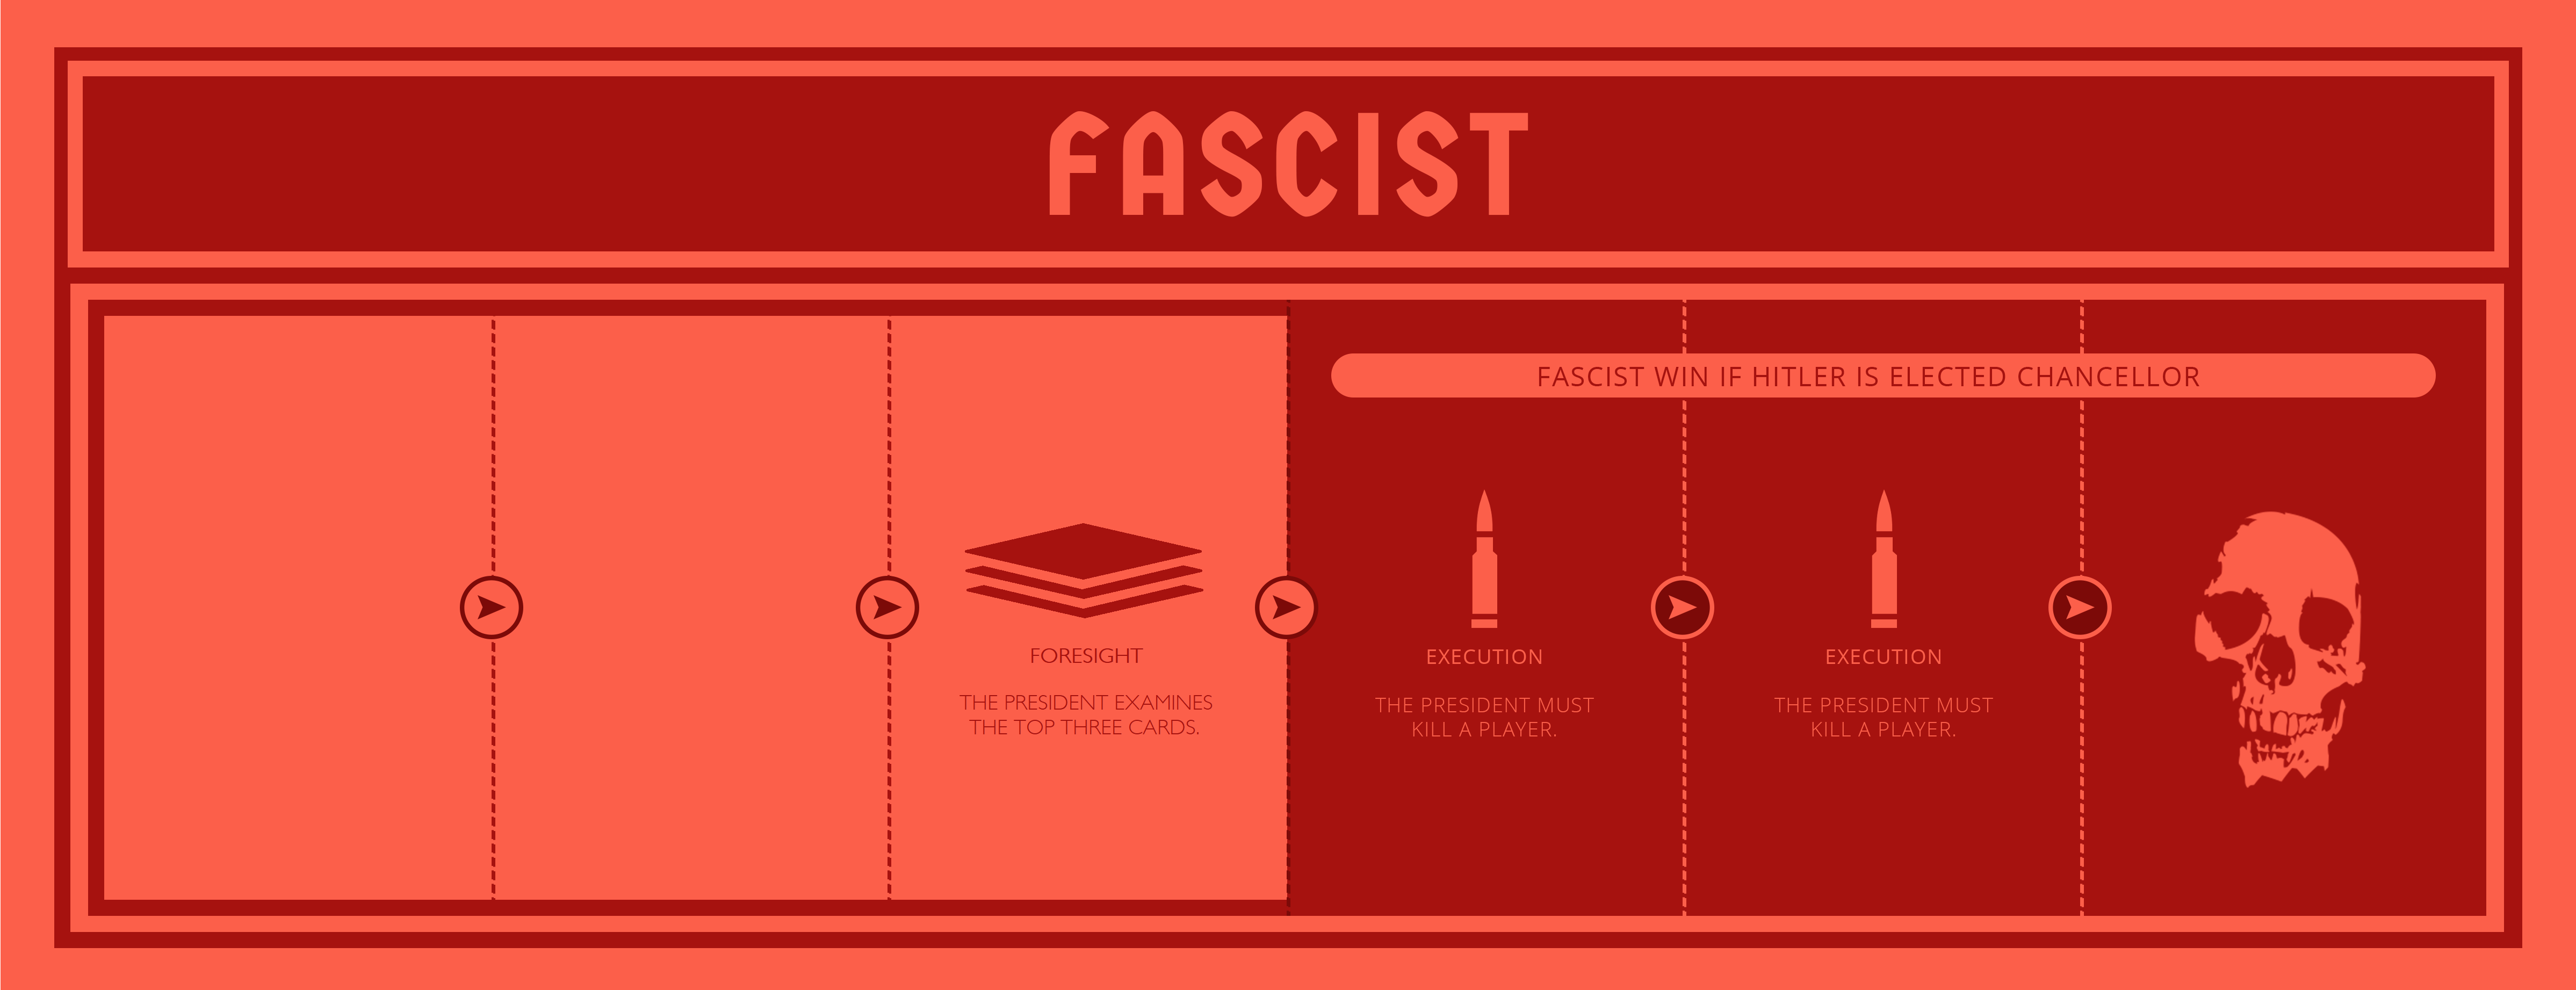 FASCIST
FASCIST WIN IF HITLER IS ELECTED CHANCELLOR
FORESIGHT
THE PRESIDENT EXAMINES
THE TOP THREE CARDS.
EXECUTION
THE PRESIDENT MUST
KILL A PLAYER.
EXECUTION
THE PRESIDENT MUST
KILL A PLAYER.